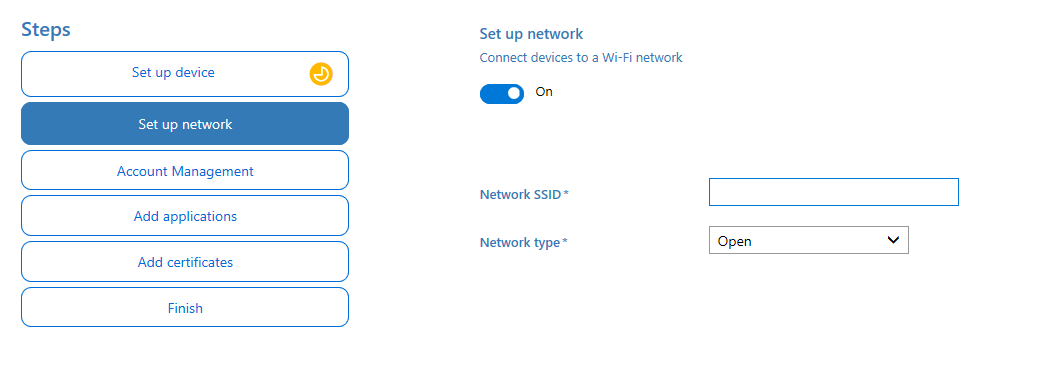 Steps
Set up device
Set up network
Account Management
Add applications
Add certificates
Finish
Set up network
Connect devices to a Wi-Fi network
On
Network SSID*
Network type*
Open